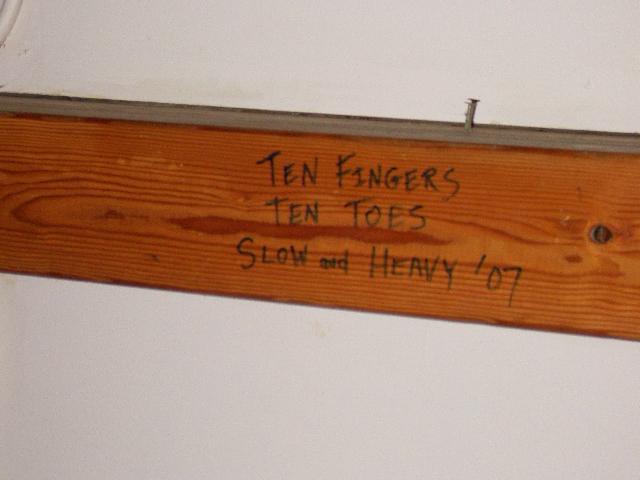 TEN FINGERS
TEN TOES
SLOW and HEAVY '07